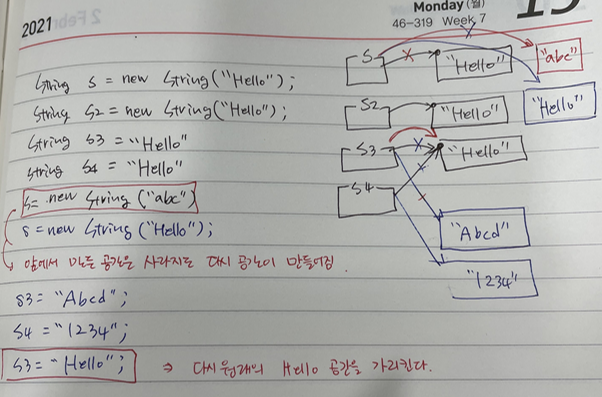 2021
Monday (월)
46-319 Week 7
String s = new String("Hello");
String s2 = new String("Hello");
String s3 = "Hello"
String s4 = "Hello"
s= new String("abc")
s=new String("Hello");
앞에서 만든 공간은 사라지고 다시 공간이 만들어짐
s3= "Abcd";
s4 ="1234";
s3= "Hello"; ⇒ 다시 원래의 Hello 공간을 가리킨다.
S
"Hello"
"abc"
"Hello"
S2
"Hello"
S3
"Hello"
S4
"Abcd"
"1234"